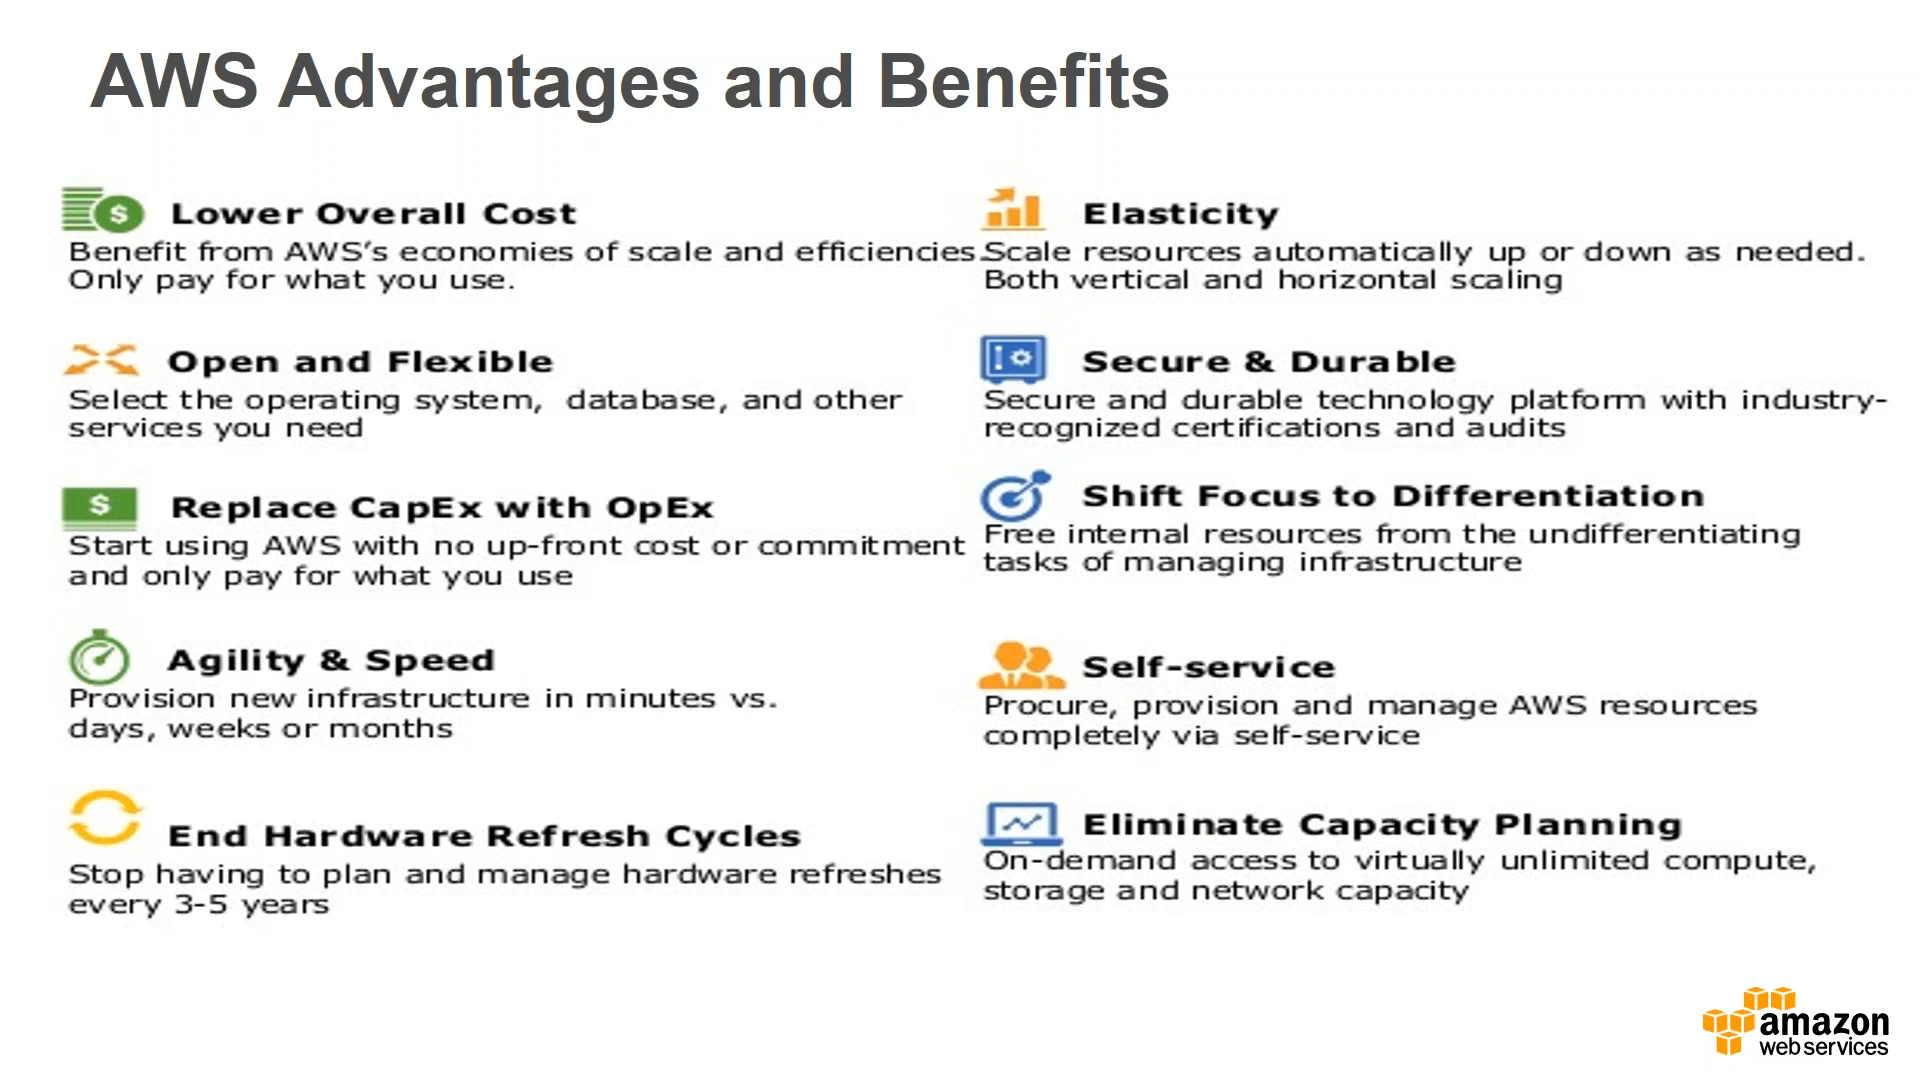 AWS Advantages and Benefits
$ Lower Overall Cost
Benefit from AWS’s economies of scale and efficiencies.
Only pay for what you use.
Open and Flexible
Select the operating system, database, and other
services you need
$ Replace CapEx with OpEx
Start using AWS with no up-front cost or commitment
and only pay for what you use
Agility & Speed
Provision new infrastructure in minutes vs.
days, weeks or months
End Hardware Refresh Cycles
Stop having to plan and manage hardware refreshes
every 3-5 years
Elasticity
Scale resources automatically up or down as needed.
Both vertical and horizontal scaling
Secure & Durable
Secure and durable technology platform with industry-
recognized certifications and audits
Shift Focus to Differentiation
Free internal resources from the undifferentiating
tasks of managing infrastructure
Self-service
Procure, provision and manage AWS resources
completely via self-service
Eliminate Capacity Planning
On-demand access to virtually unlimited compute,
storage and network capacity
amazon
web services